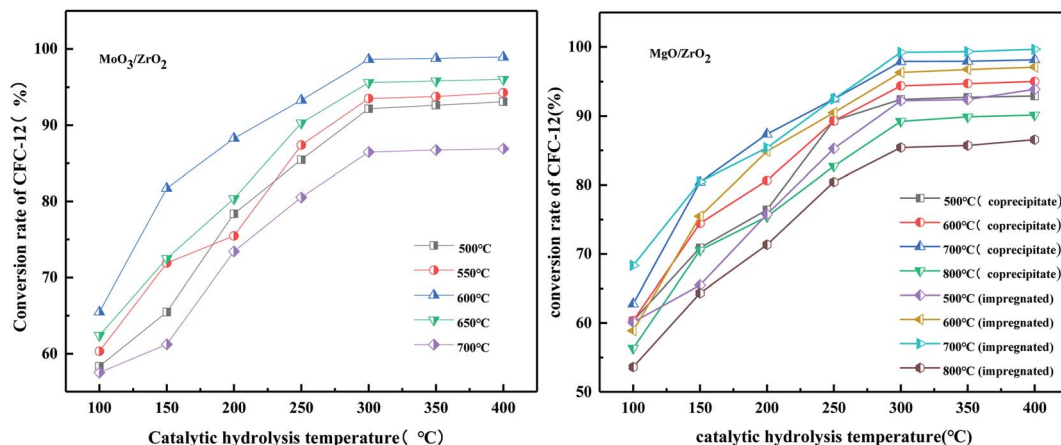 MoO3/ZrO2
Conversion rate of CFC-12（ %）
100
90
80
70
60
500℃
550℃
600℃
650℃
700℃
100 150 200 250 300 350 400
Catalytic hydrolysis temperature（ ℃）
MgO/ZrO2
conversion rate of CFC-12(%)
100
90
80
70
60
50
500℃（ coprecipitate)
600℃（ coprecipitate)
700℃（ coprecipitate)
800℃（ coprecipitate)
500℃ (impregnated)
600℃ (impregnated)
700℃ (impregnated)
800℃ (impregnated)
100 150 200 250 300 350 400
catalytic hydrolysis temperature(℃)